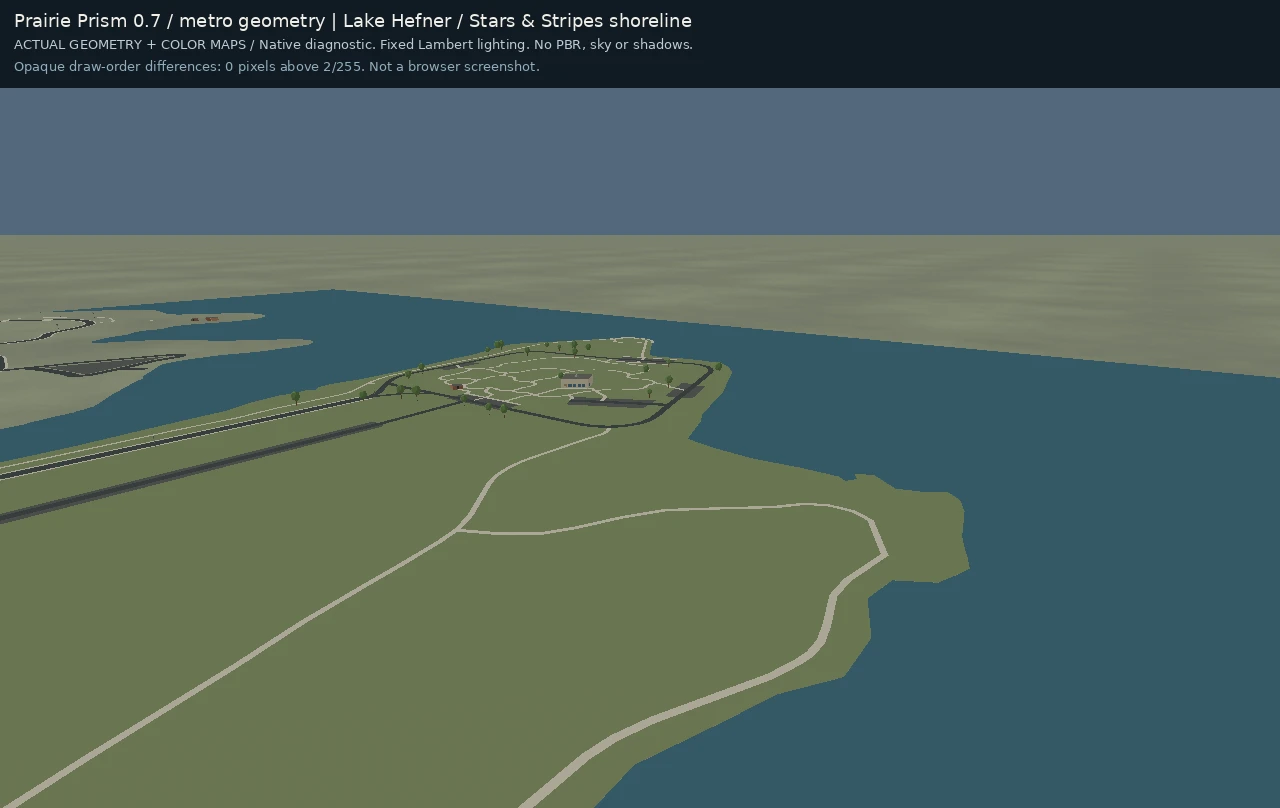 Prairie Prism 0.7 / metro geometry | Lake Hefner / Stars & Stripes shoreline
ACTUAL GEOMETRY + COLOR MAPS / Native diagnostic. Fixed Lambert lighting. No PBR, sky or shadows.
Opaque draw-order differences: 0 pixels above 2/255. Not a browser screenshot.